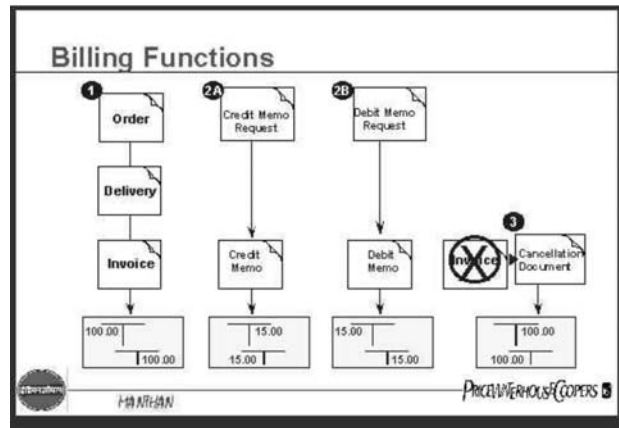 Billing Functions
1
Order
Delivery
Invoice
100.00
100.00
2A
Credit Memo
Request
Credit
Memo
15.00
15.00
2B
Debit Memo
Request
Debit
Memo
15.00
15.00
3
Invoice
Cancellation
Document
100.00
100.00
MANTHAN
PRICEWATERHOUSECOOPERS